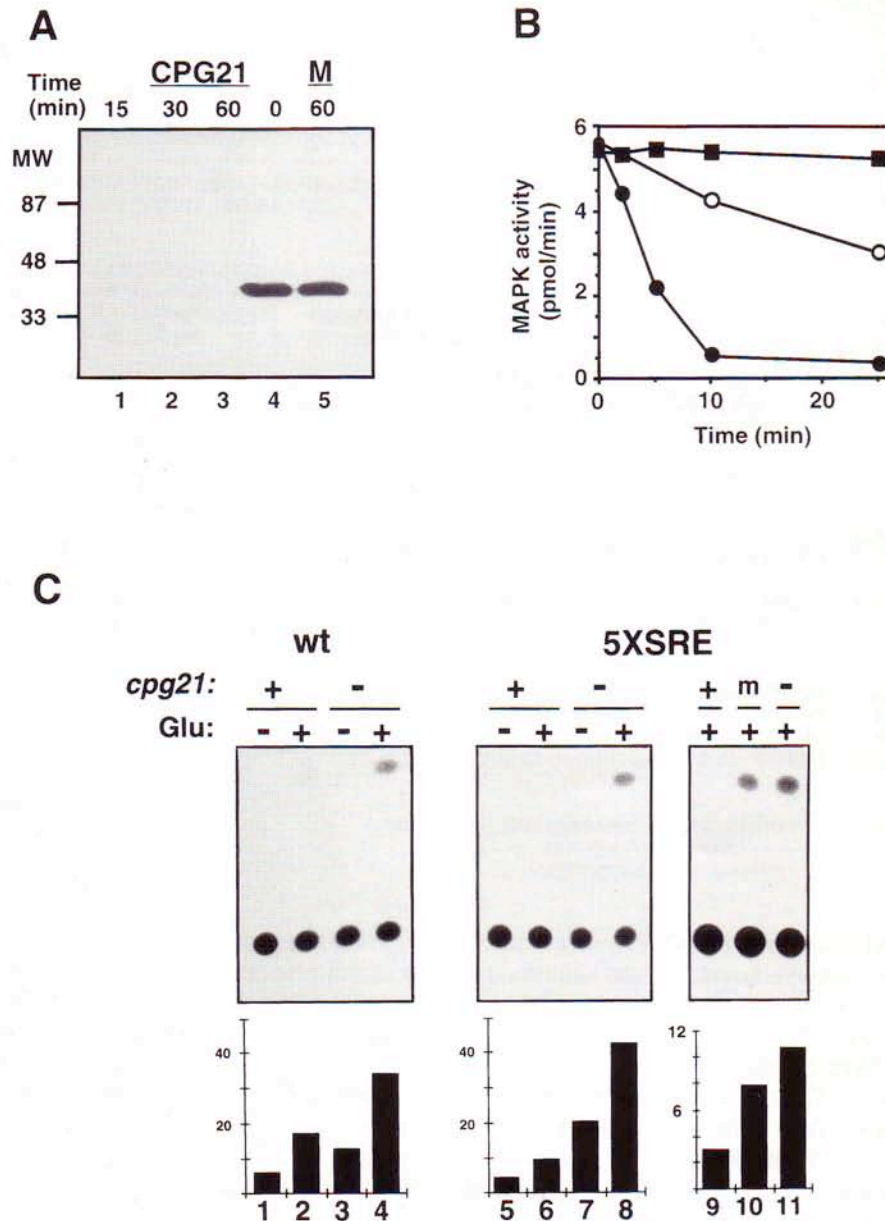 A
CPG21 M
Time
(min) 15 30 60 0 60
MW
87
48
33
1 2 3 4 5
B
MAPK activity
(pmol/min)
6
4
2
0
0 10 20
Time (min)
C
wt 5XSRE
cpg21: + - + - + m -
Glu: - + - + - + - + + + +
40
20
1 2 3 4
40
20
5 6 7 8
12
6
9 10 11